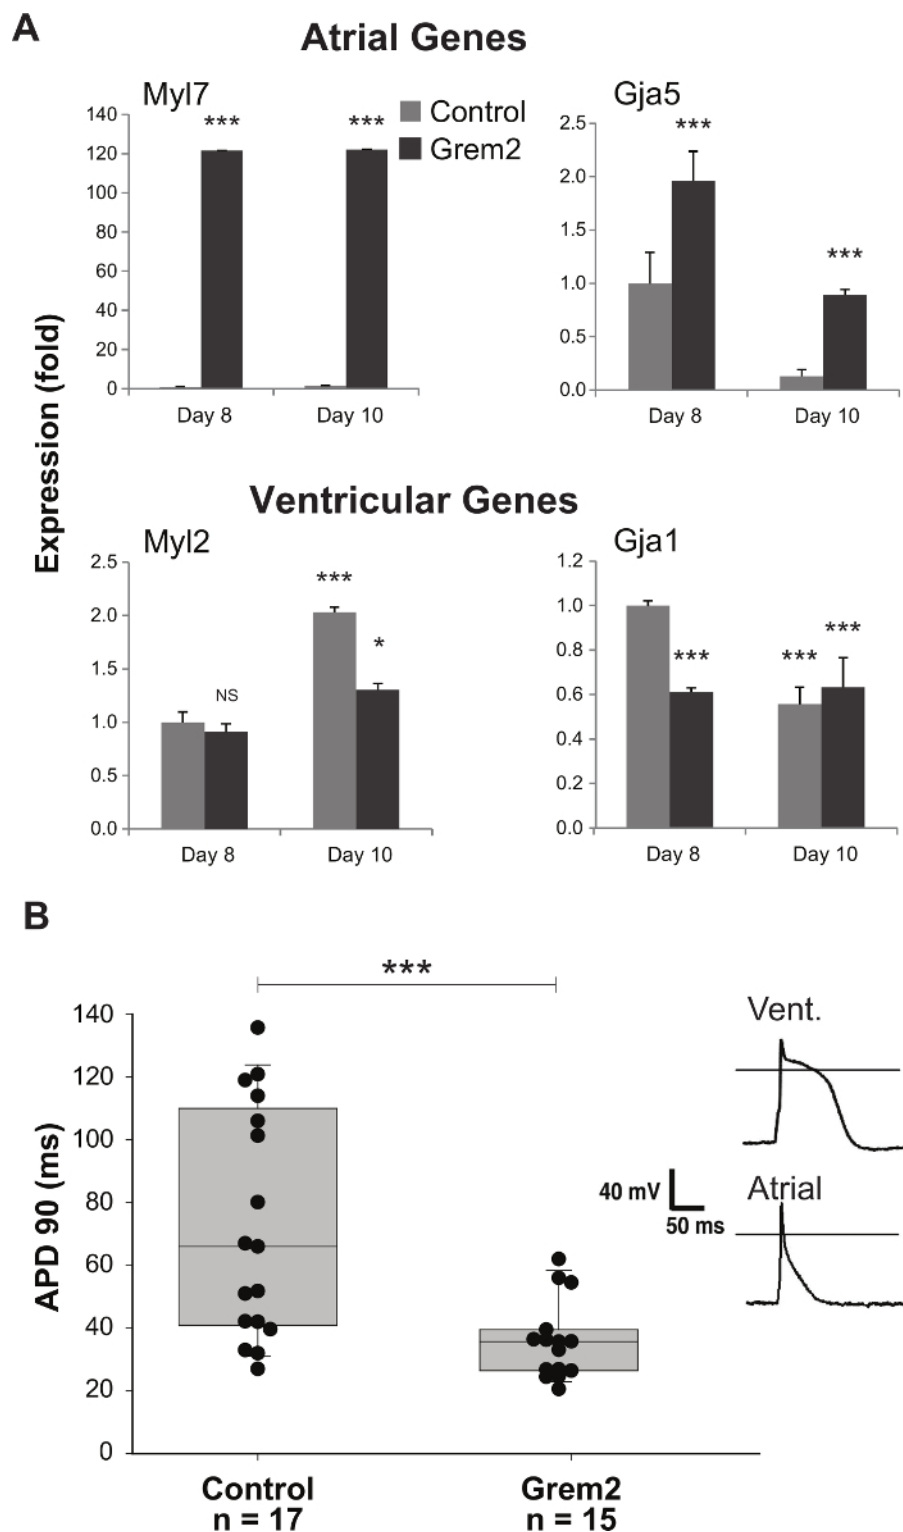 A
Atrial Genes
Expression (fold)
Myl7
Control
Grem2
140
120
100
80
60
40
20
0
***
***
Day 8
Day 10
Gja5
2.5
2.0
1.5
1.0
0.5
0.0
***
***
Day 8
Day 10
Ventricular Genes
Myl2
2.5
2.0
1.5
1.0
0.5
0.0
NS
***
*
Day 8
Day 10
Gja1
1.2
1.0
0.8
0.6
0.4
0.2
0.0
***
***
***
Day 8
Day 10
B
***
APD 90 (ms)
140
120
100
80
60
40
20
0
Control
n = 17
Grem2
n = 15
Vent.
40 mV
50 ms
Atrial